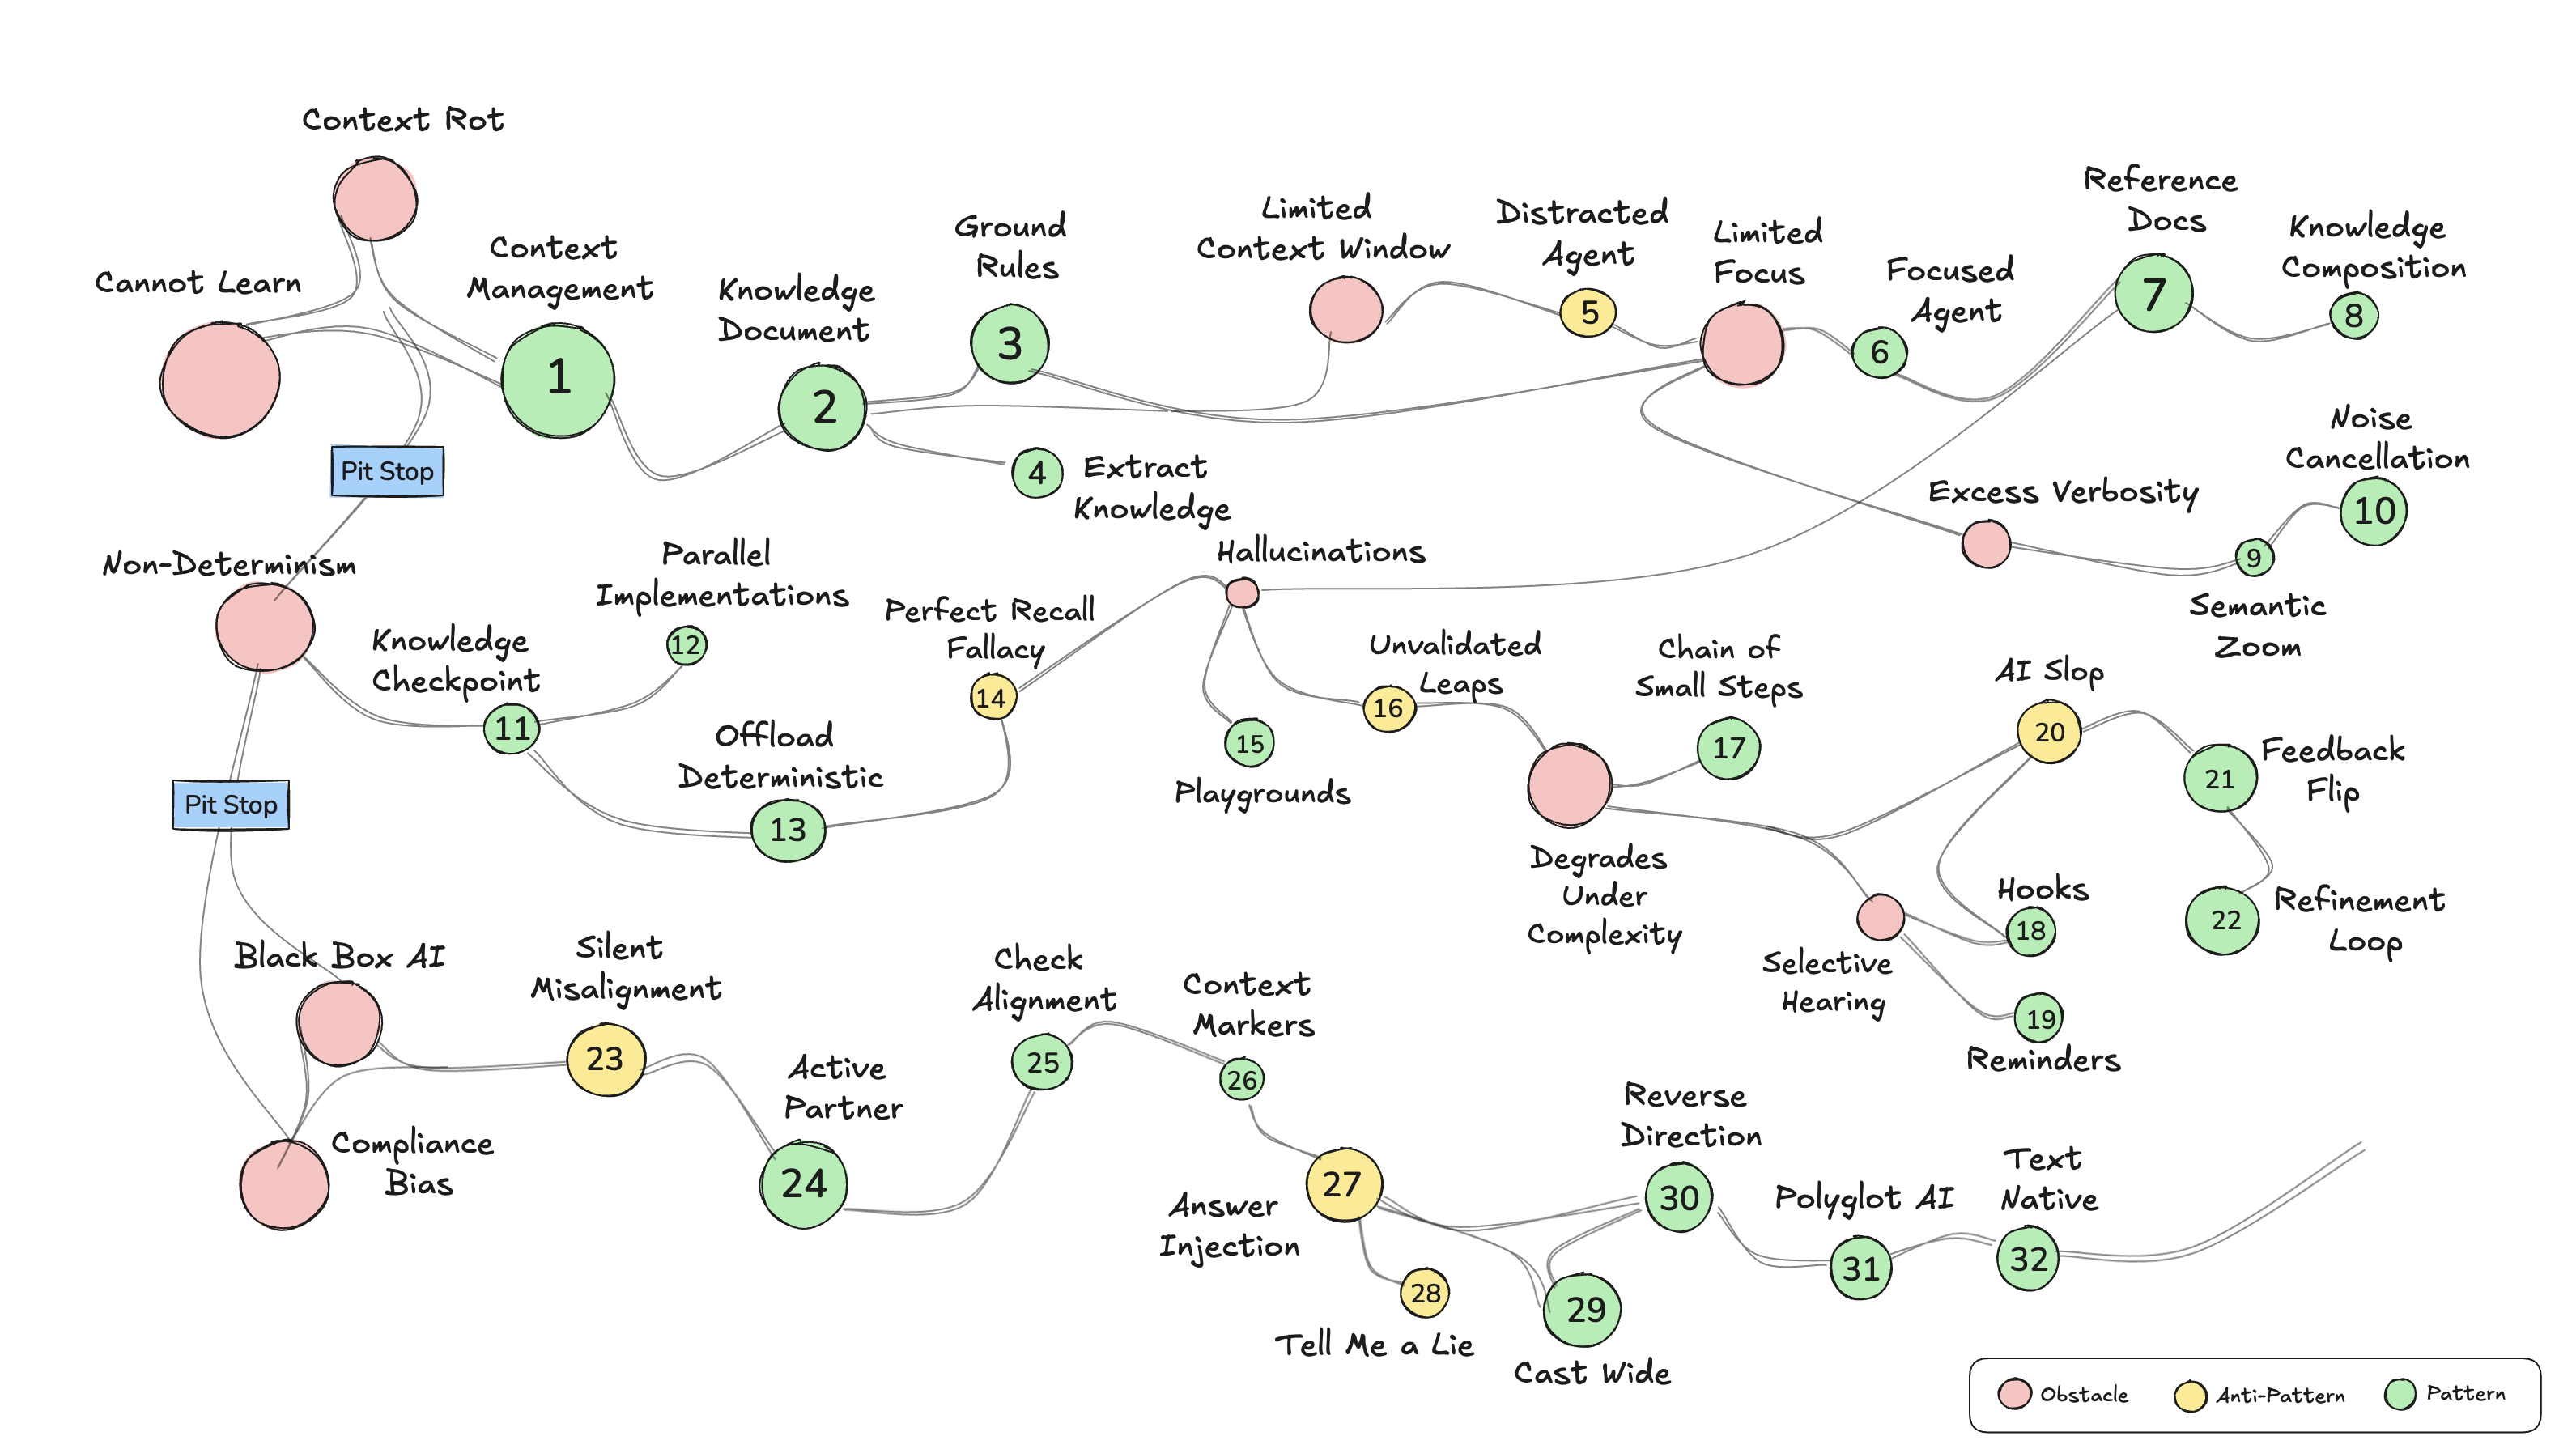 Context Rot
Cannot Learn
Context
Management
1
Knowledge
Document
2
Ground
Rules
3
4
Extract
Knowledge
Limited
Context Window
Distracted
Agent
5
Limited
Focus
Focused
Agent
6
Reference
Docs
7
Knowledge
Composition
8
Noise
Cancellation
10
Excess Verbosity
9
Semantic
Zoom
Pit Stop
Non-Determinism
Knowledge
Checkpoint
11
Parallel
Implementations
12
Offload
Deterministic
13
Perfect Recall
Fallacy
14
Hallucinations
15
Playgrounds
Unvalidated
Leaps
16
Chain of
Small Steps
17
Degrades
Under
Complexity
AI Slop
20
Feedback
Flip
21
Hooks
18
Refinement
Loop
22
Selective
Hearing
19
Reminders
Pit Stop
Black Box AI
Compliance
Bias
Silent
Misalignment
23
Active
Partner
24
Check
Alignment
25
Context
Markers
26
27
Answer
Injection
28
Tell Me a Lie
29
Cast Wide
Reverse
Direction
30
Polyglot AI
31
Text
Native
32
Obstacle
Anti-Pattern
Pattern